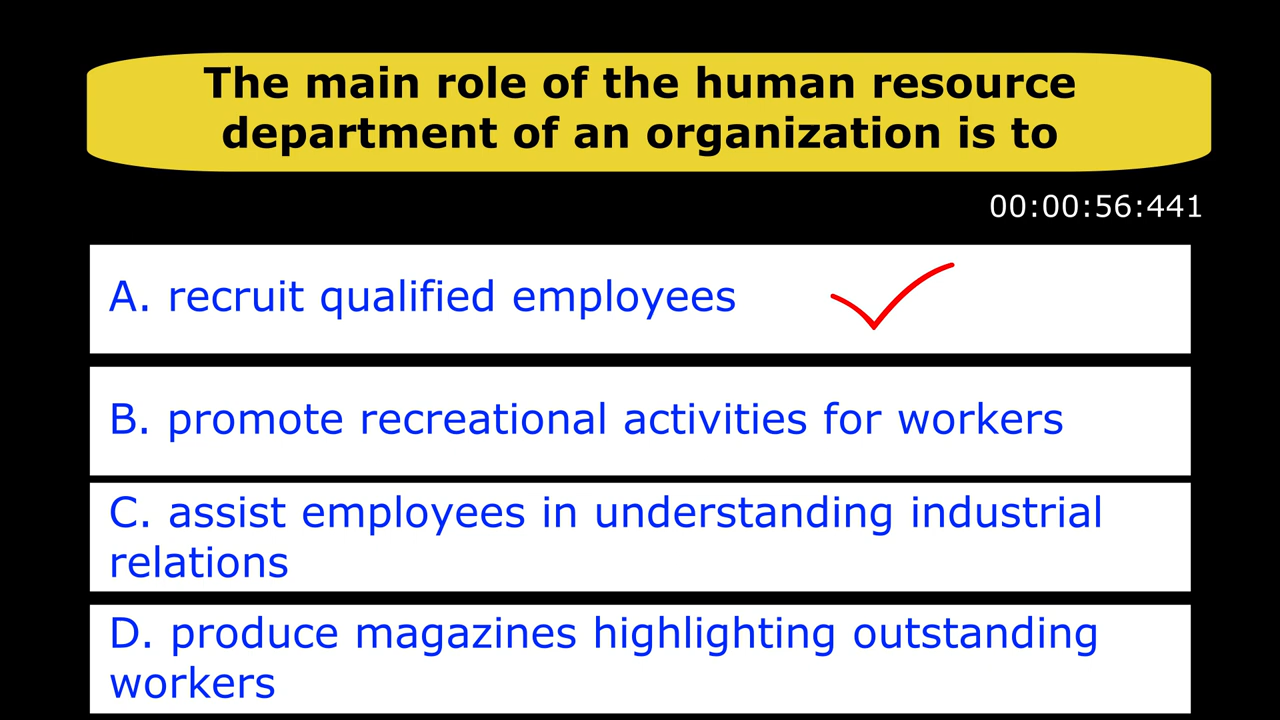 The main role of the human resource
department of an organization is to
00:00:56:441
A. recruit qualified employees
B. promote recreational activities for workers
C. assist employees in understanding industrial
relations
D. produce magazines highlighting outstanding
workers